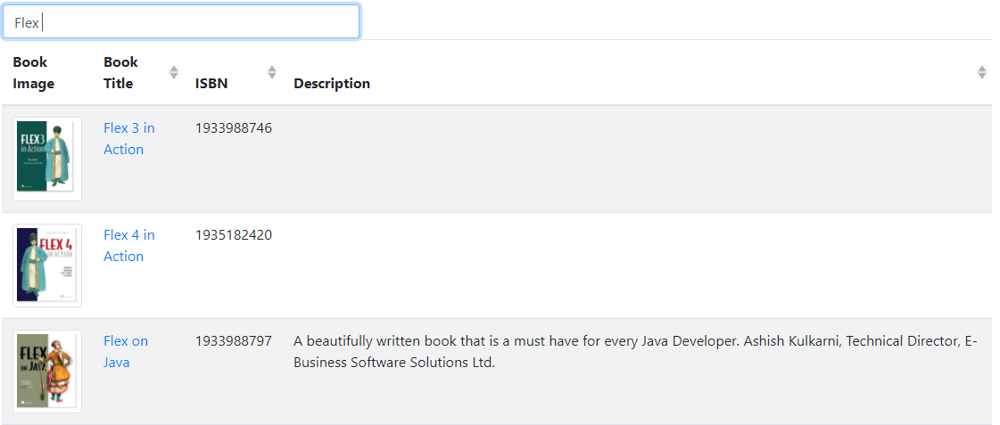 Flex
Book
Image
Book
Title
ISBN
Description
FLEX 3
in Action
Flex 3 in
Action
1933988746
FLEX 4
IN ACTION
Flex 4 in
Action
1935182420
FLEX
ON JAVA
Flex on
Java
1933988797
A beautifully written book that is a must have for every Java Developer. Ashish Kulkarni, Technical Director, E-
Business Software Solutions Ltd.